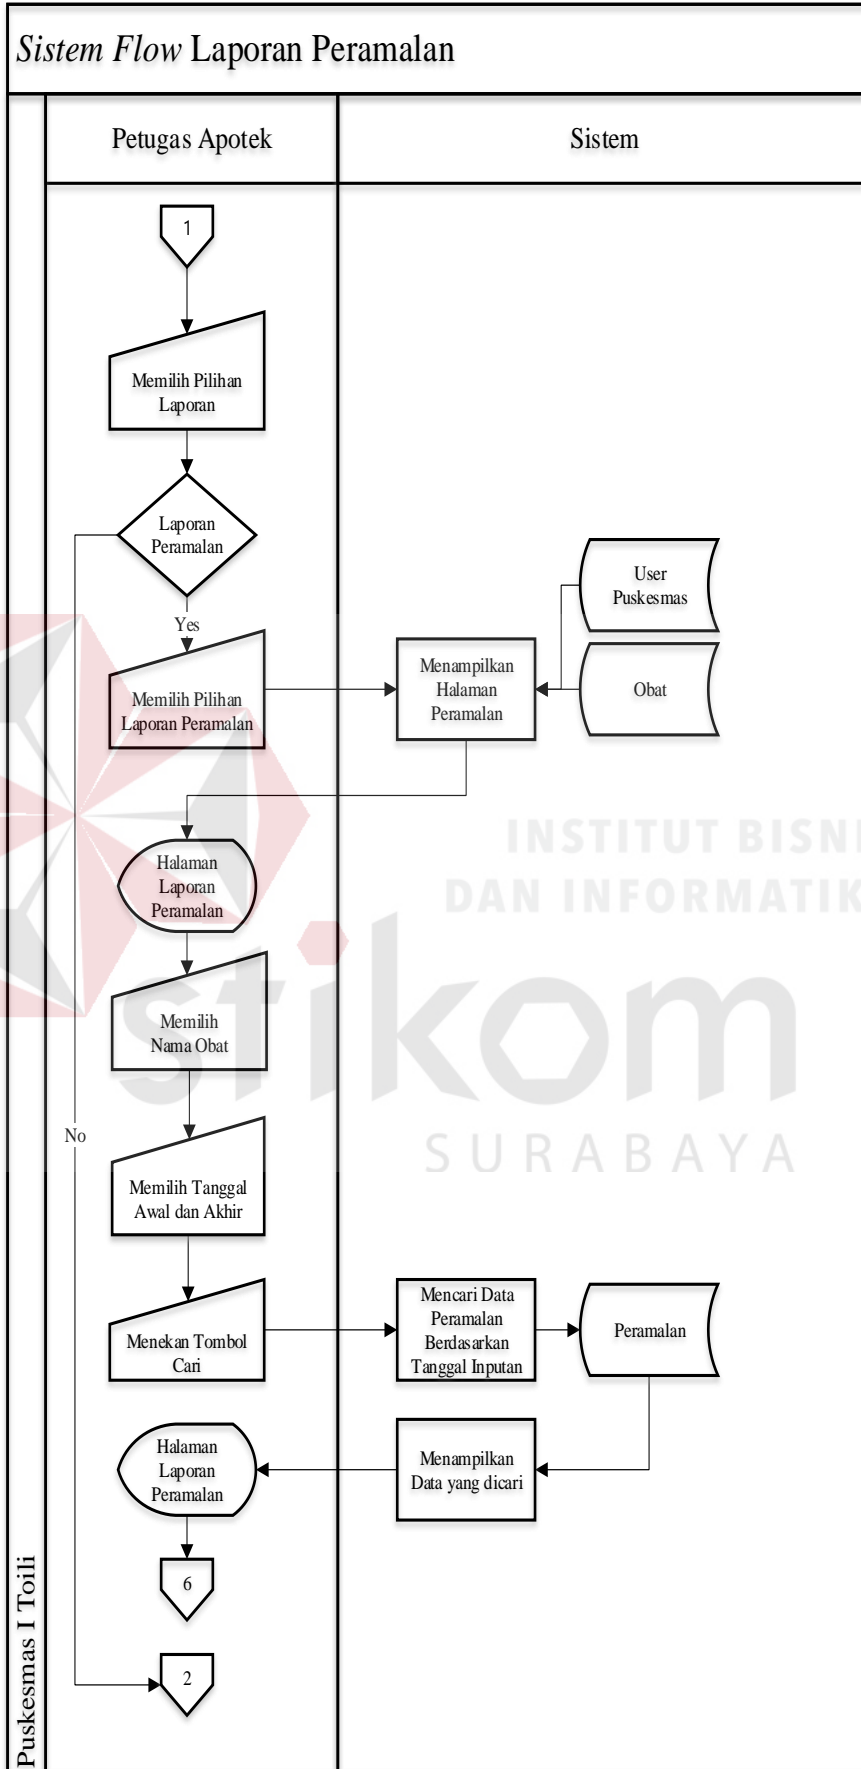 Sistem Flow Laporan Peramalan
Petugas Apotek
Sistem
1
Memilih Pilihan
Laporan
Laporan
Peramalan
Yes
Memilih Pilihan
Laporan Peramalan
Menampilkan
Halaman
Peramalan
User
Puskesmas
Obat
Halaman
Laporan
Peramalan
Memilih
Nama Obat
No
Memilih Tanggal
Awal dan Akhir
Menekan Tombol
Cari
Mencari Data
Peramalan
Berdasarkan
Tanggal Inputan
Peramalan
Menampilkan
Data yang dicari
Halaman
Laporan
Peramalan
6
2
Puskesmas I Toili
INSTITUT BISNI
DAN INFORMATIK
stikom
SURABAYA